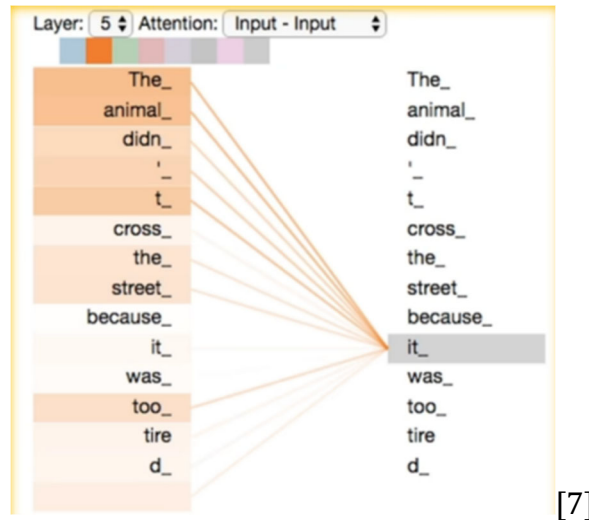 Layer: 5 Attention: Input - Input
The_ The_
animal_ animal_
didn_ didn_
'_ '_
t_ t_
cross_ cross_
the_ the_
street_ street_
because_ because_
it_ it_
was_ was_
too_ too_
tire tire
d_ d_
[7]